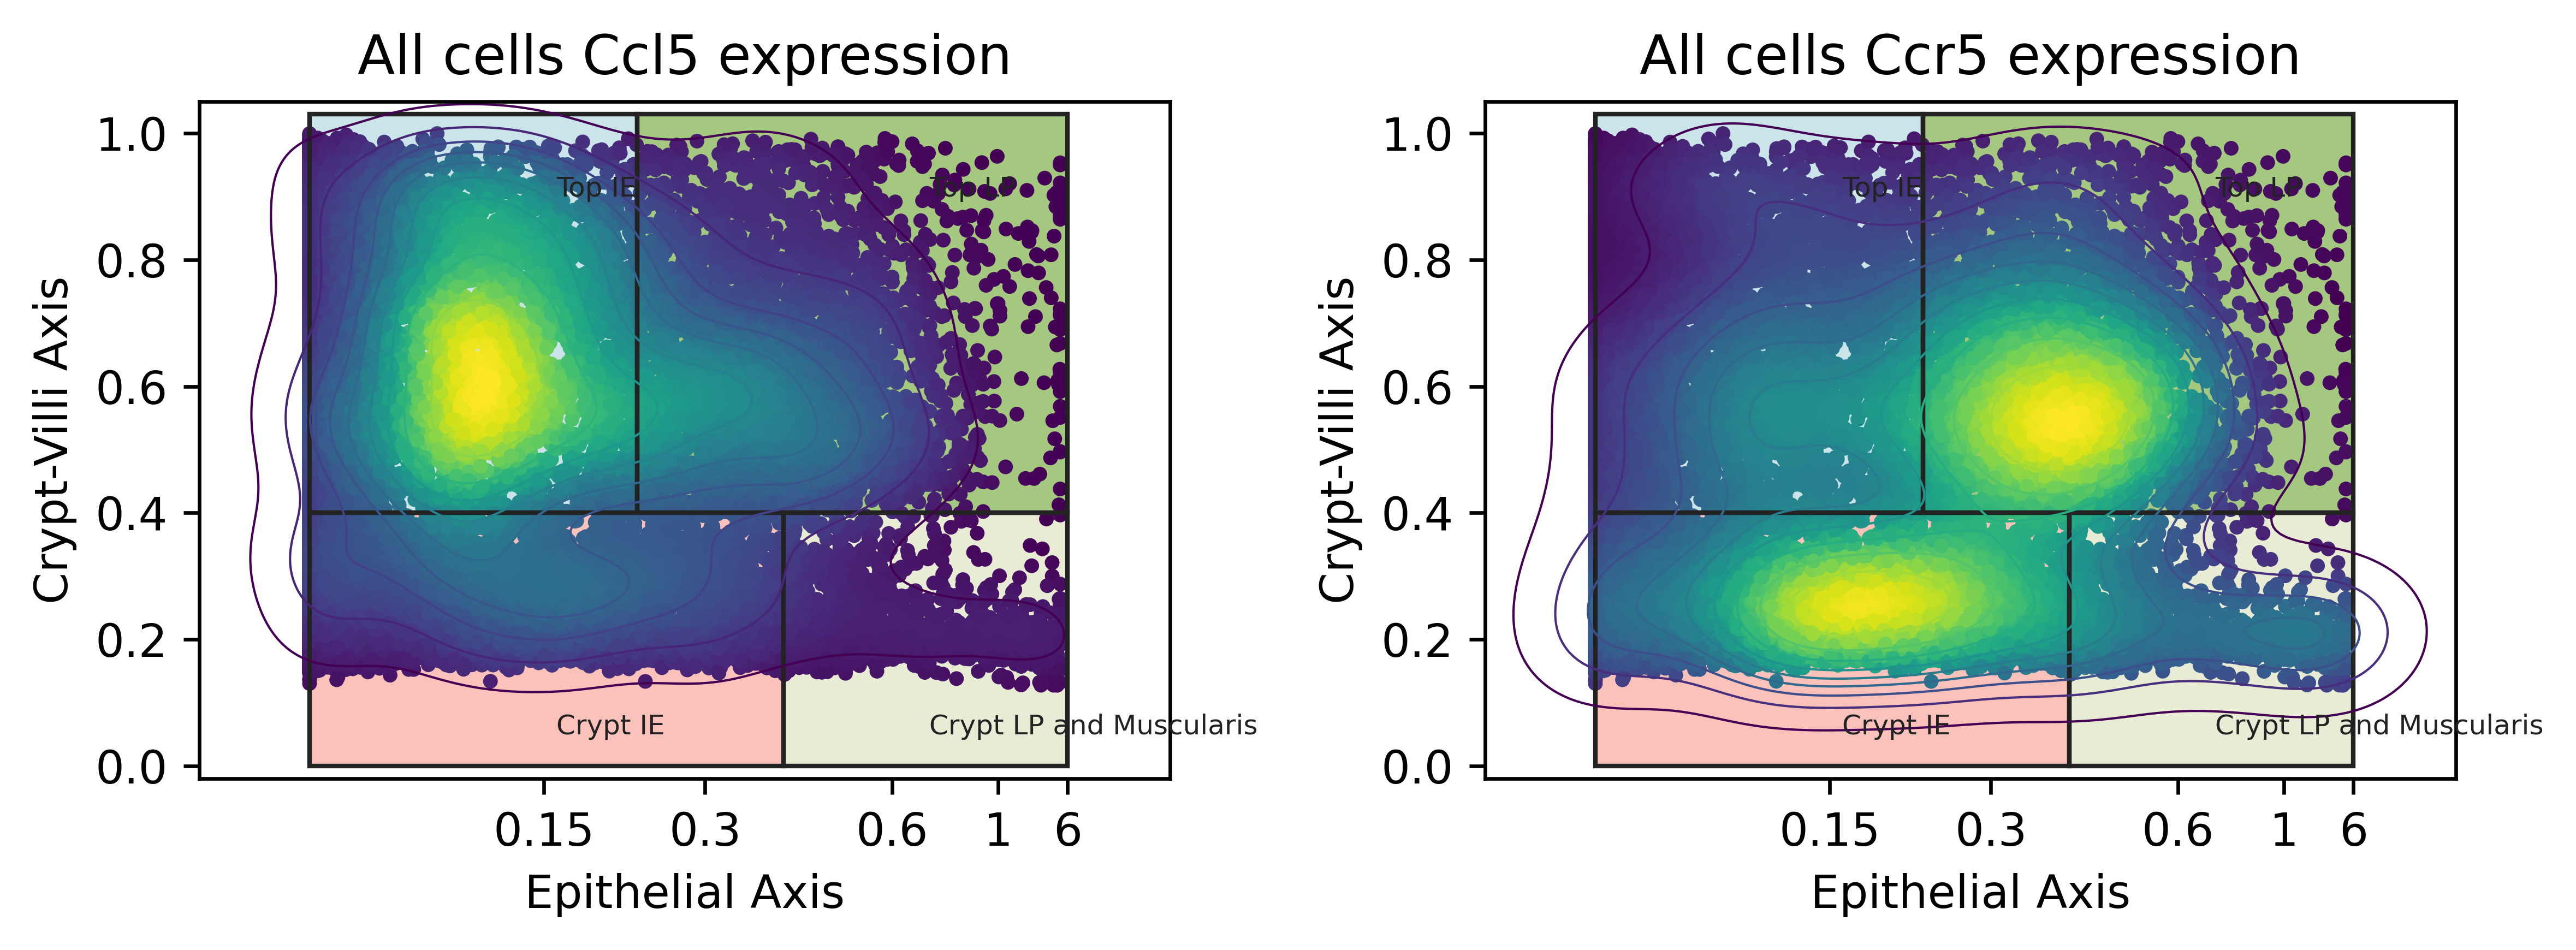 All cells Ccl5 expression
Crypt-Villi Axis
1.0
0.8
0.6
0.4
0.2
0.0
Top IE
Top LP
Crypt IE
Crypt LP and Muscularis
0.15 0.3 0.6 1 6
Epithelial Axis
All cells Ccr5 expression
Crypt-Villi Axis
1.0
0.8
0.6
0.4
0.2
0.0
Top IE
Top LP
Crypt IE
Crypt LP and Muscularis
0.15 0.3 0.6 1 6
Epithelial Axis